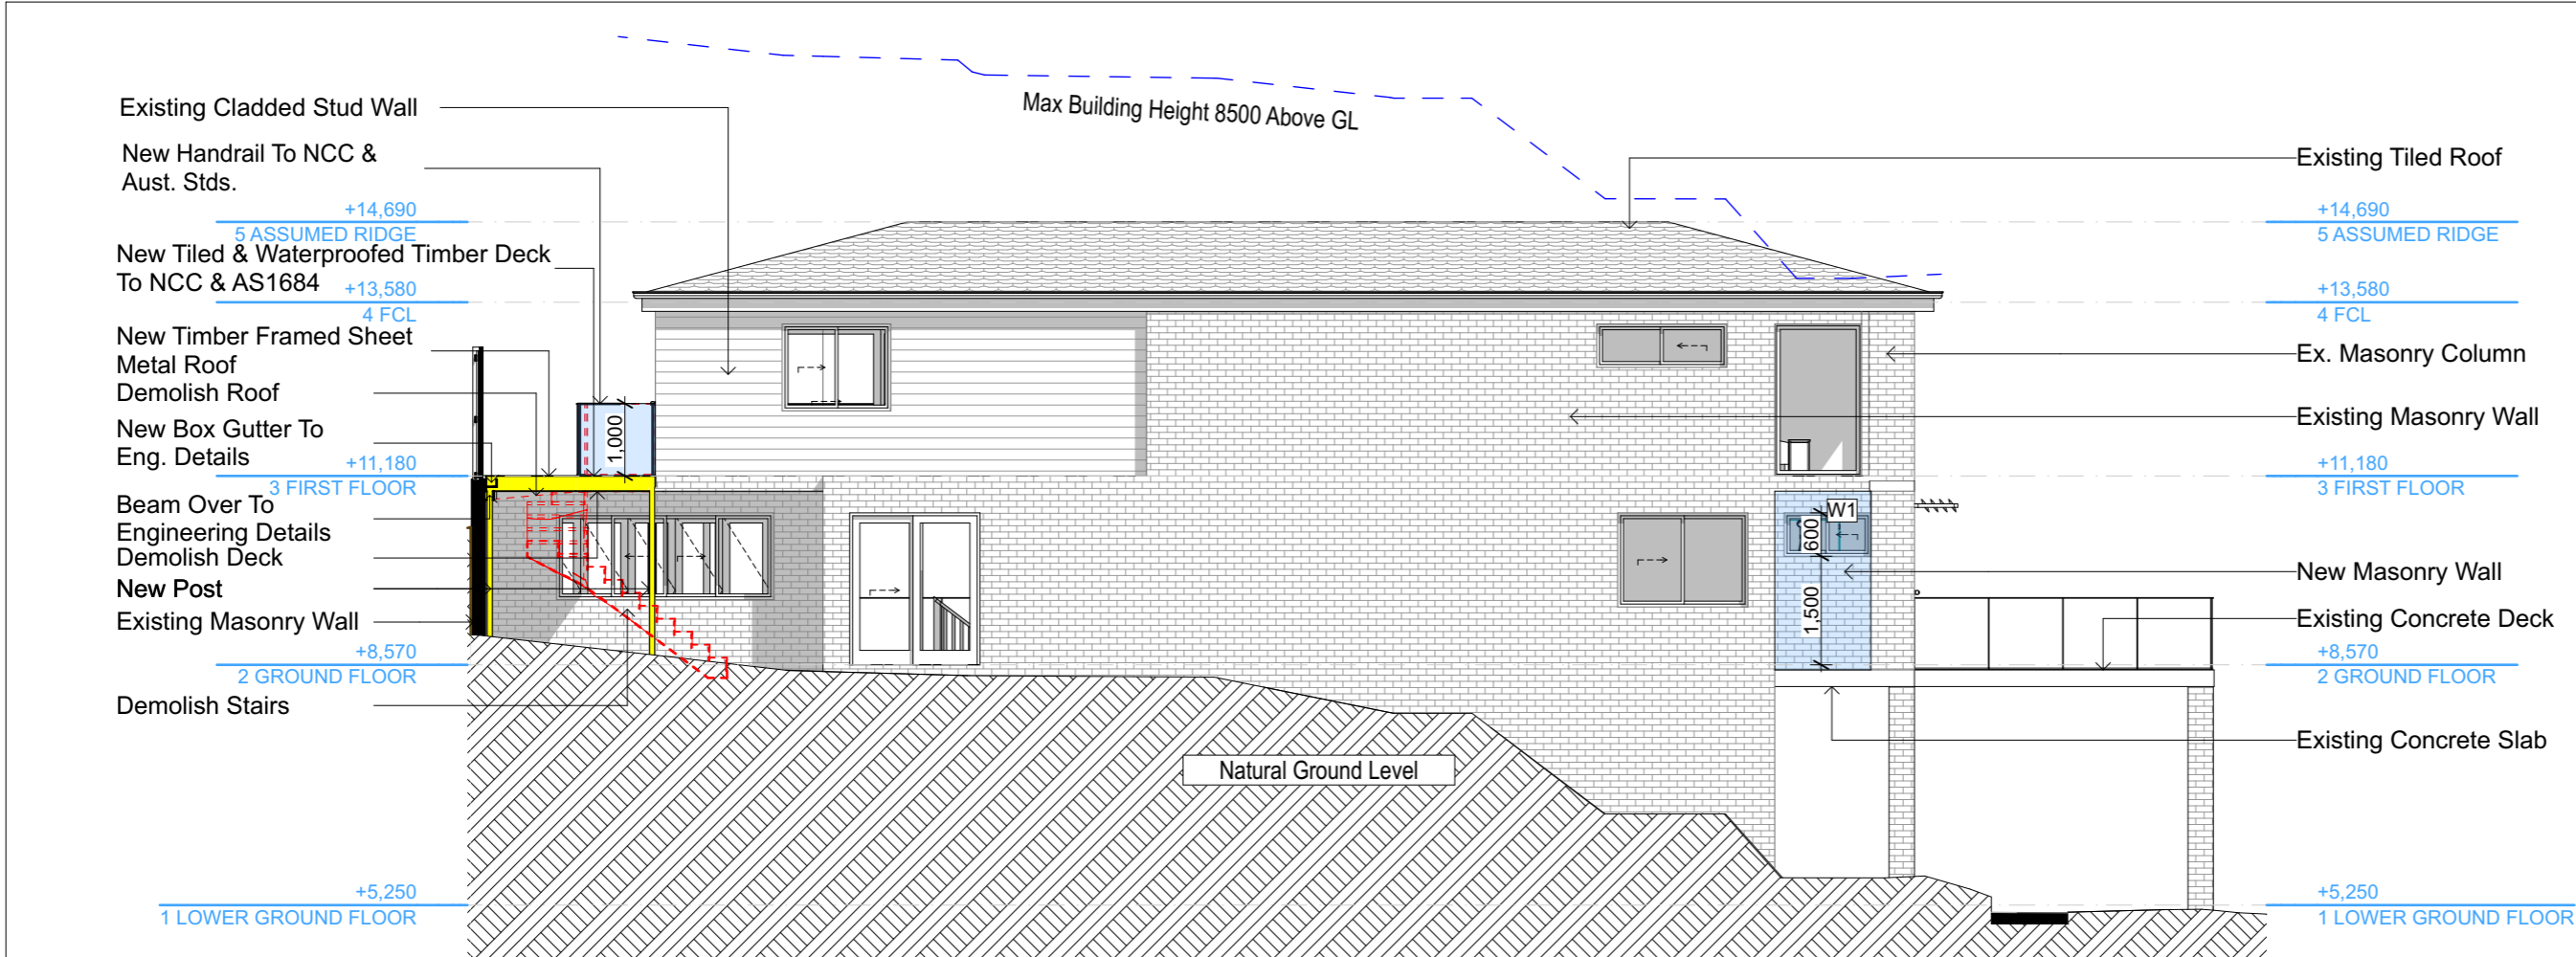 Max Building Height 8500 Above GL
Existing Cladded Stud Wall
New Handrail To NCC &
Aust. Stds.
+14,690
5 ASSUMED RIDGE
New Tiled & Waterproofed Timber Deck
To NCC & AS1684
+13,580
4 FCL
New Timber Framed Sheet
Metal Roof
Demolish Roof
New Box Gutter To
Eng. Details
+11,180
3 FIRST FLOOR
Beam Over To
Engineering Details
Demolish Deck
New Post
Existing Masonry Wall
+8,570
2 GROUND FLOOR
Demolish Stairs
+5,250
1 LOWER GROUND FLOOR
1,000
Natural Ground Level
W1
600
1,500
Existing Tiled Roof
+14,690
5 ASSUMED RIDGE
+13,580
4 FCL
Ex. Masonry Column
Existing Masonry Wall
+11,180
3 FIRST FLOOR
New Masonry Wall
Existing Concrete Deck
+8,570
2 GROUND FLOOR
Existing Concrete Slab
+5,250
1 LOWER GROUND FLOOR